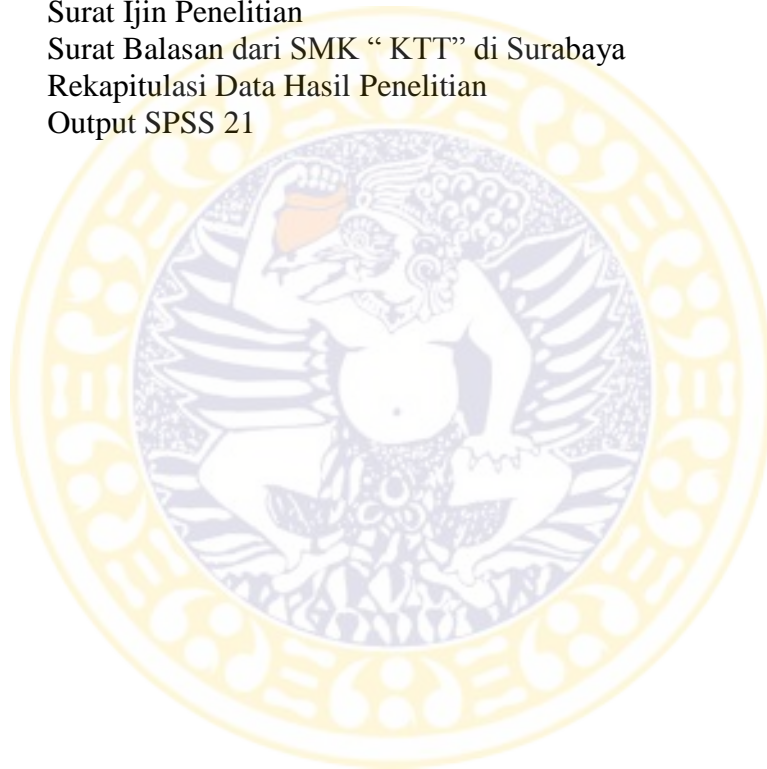 Surat Ijin Penelitian
Surat Balasan dari SMK “ KTT” di Surabaya
Rekapitulasi Data Hasil Penelitian
Output SPSS 21